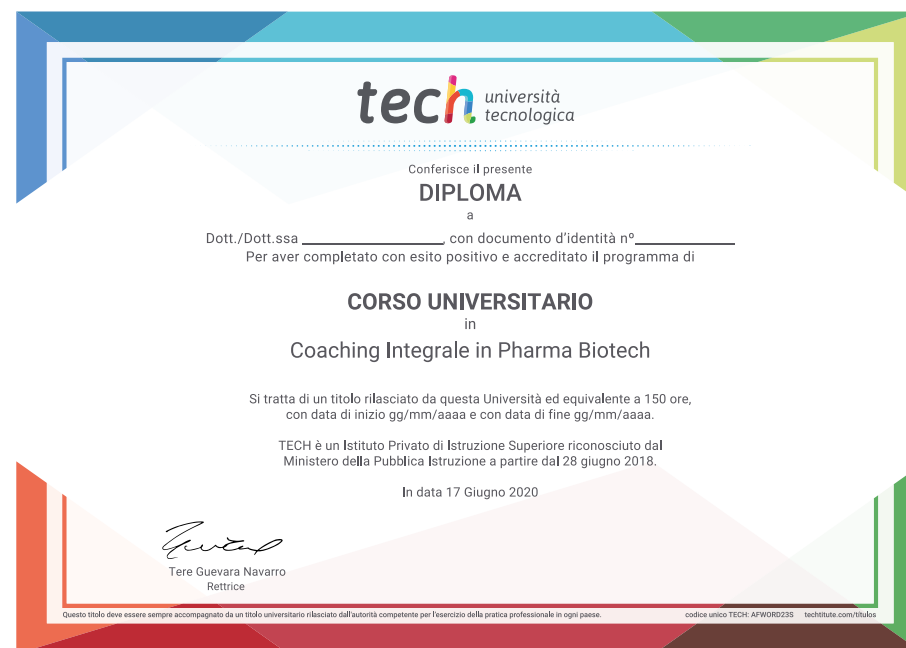 tech università
tecnologica
Conferisce il presente
DIPLOMA
a
Dott./Dott.ssa ____________________, con documento d'identità nº______________
Per aver completato con esito positivo e accreditato il programma di
CORSO UNIVERSITARIO
in
Coaching Integrale in Pharma Biotech
Si tratta di un titolo rilasciato da questa Università ed equivalente a 150 ore,
con data di inizio gg/mm/aaaa e con data di fine gg/mm/aaaa.
TECH è un Istituto Privato di Istruzione Superiore riconosciuto dal
Ministero della Pubblica Istruzione a partire dal 28 giugno 2018.
In data 17 Giugno 2020
Tere Guevara Navarro
Rettrice
Questo titolo deve essere sempre accompagnato da un titolo universitario rilasciato dall'autorità competente per l'esercizio della pratica professionale in ogni paese. codice unico TECH: AFWORD23S techtitute.com/títulos